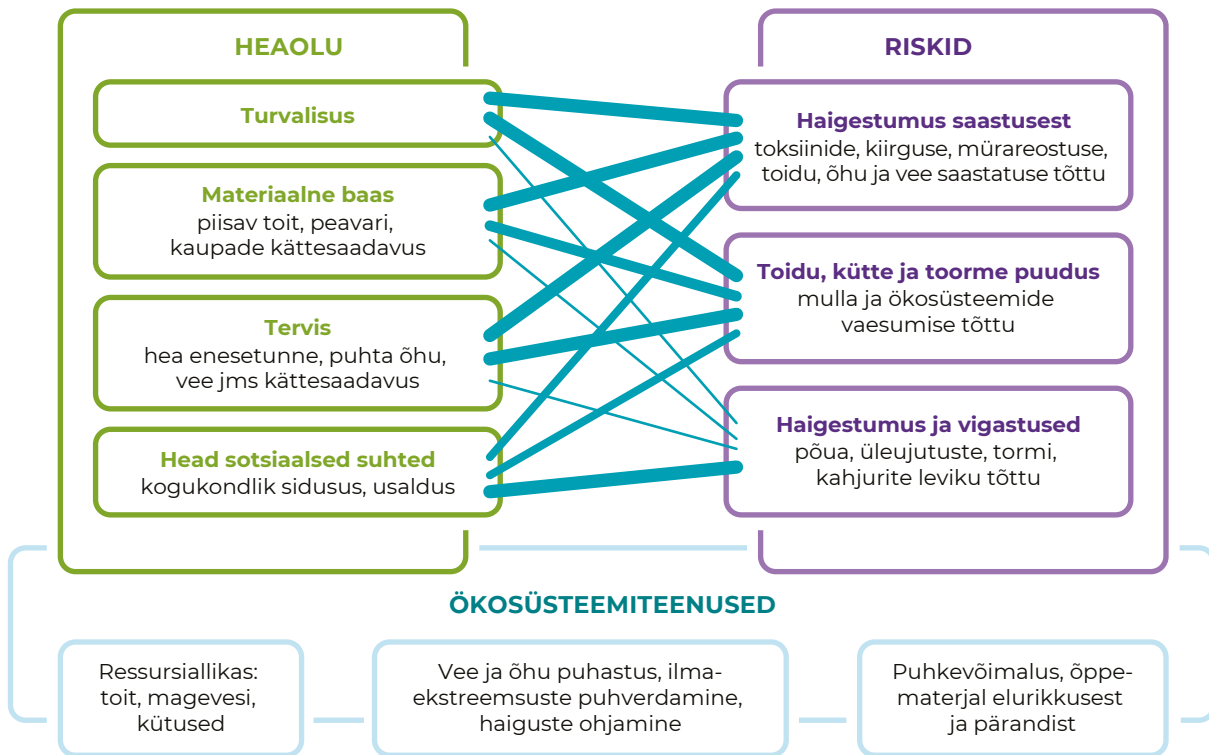 HEAOLU
Turvalisus
Materiaalne baas
piisav toit, peavari,
kaupade kättesaadavus
Tervis
hea enesetunne, puhta õhu,
vee jms kättesaadavus
Head sotsiaalsed suhted
kogukondlik sidusus, usaldus
RISKID
Haigestumus saastusest
toksiinide, kiirguse, mürareostuse,
toidu, õhu ja vee saastatuse tõttu
Toidu, kütte ja toorme puudus
mulla ja ökosüsteemide
vaesumise tõttu
Haigestumus ja vigastused
põua, üleujutuste, tormi,
kahjurite leviku tõttu
ÖKOSÜSTEEMITEENUSED
Ressursiallikas:
toit, magevesi,
kütused
Vee ja õhu puhastus, ilma-
ekstreemsuste puhverdamine,
haiguste ohjamine
Puhkevõimalus, õppe-
materjal elurikkusest
ja pärandist